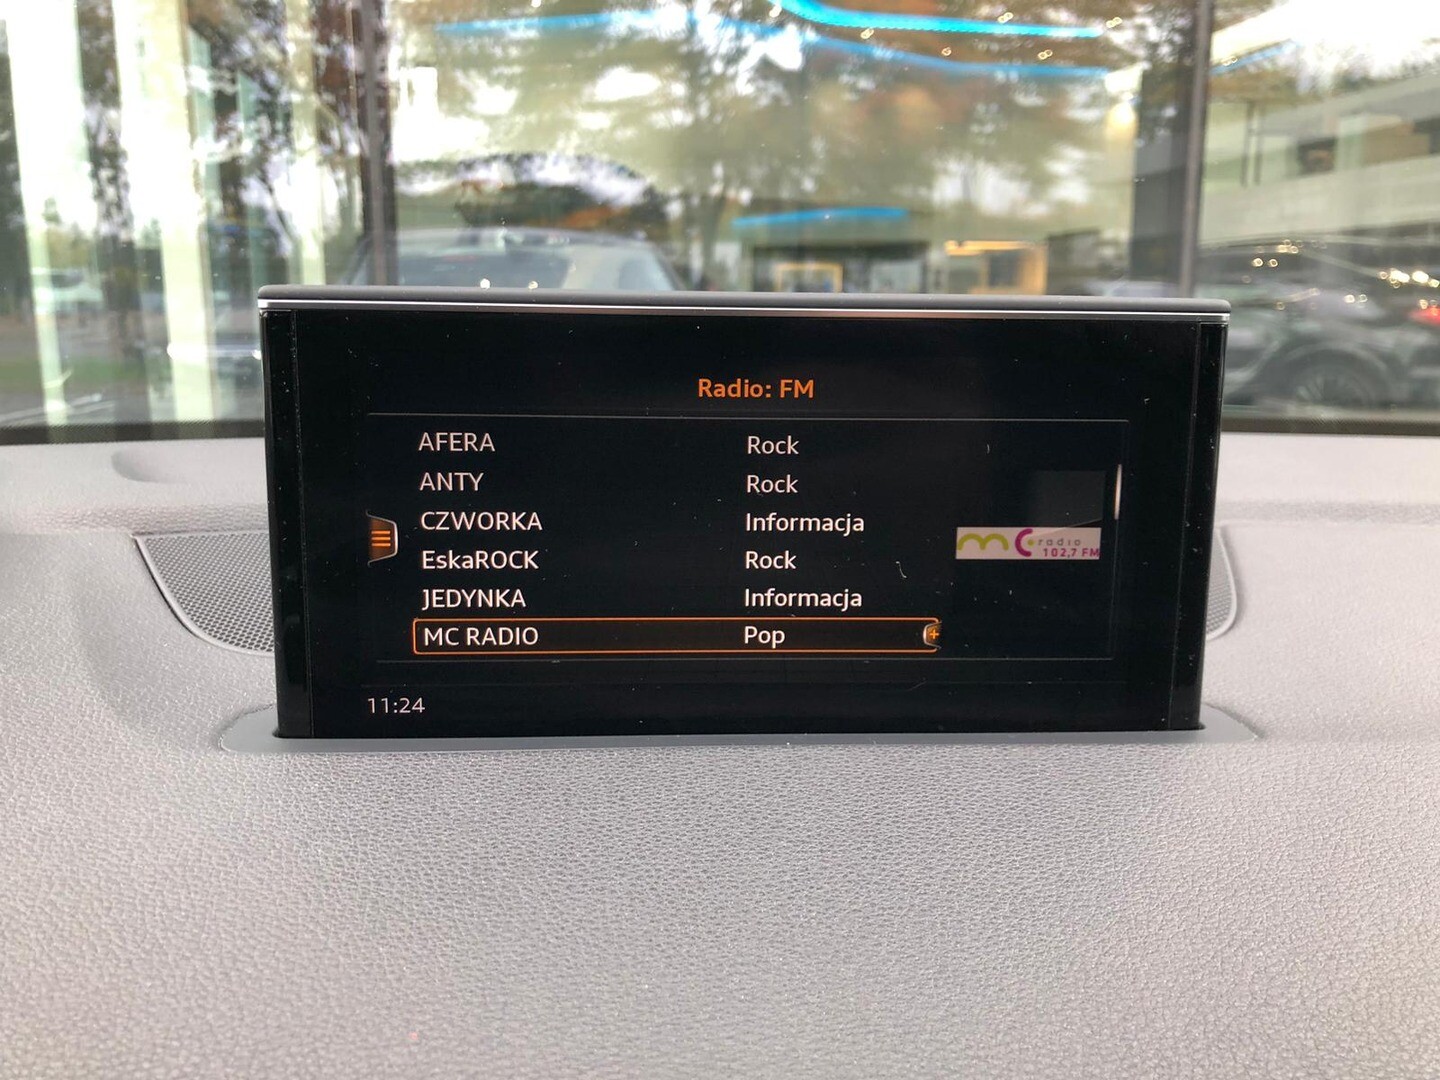 Radio: FM
AFERA Rock
ANTY Rock
CZWORKA Informacja
EskaROCK Rock
JEDYNKA Informacja
MC RADIO Pop
mc radio
102,7 FM
11:24